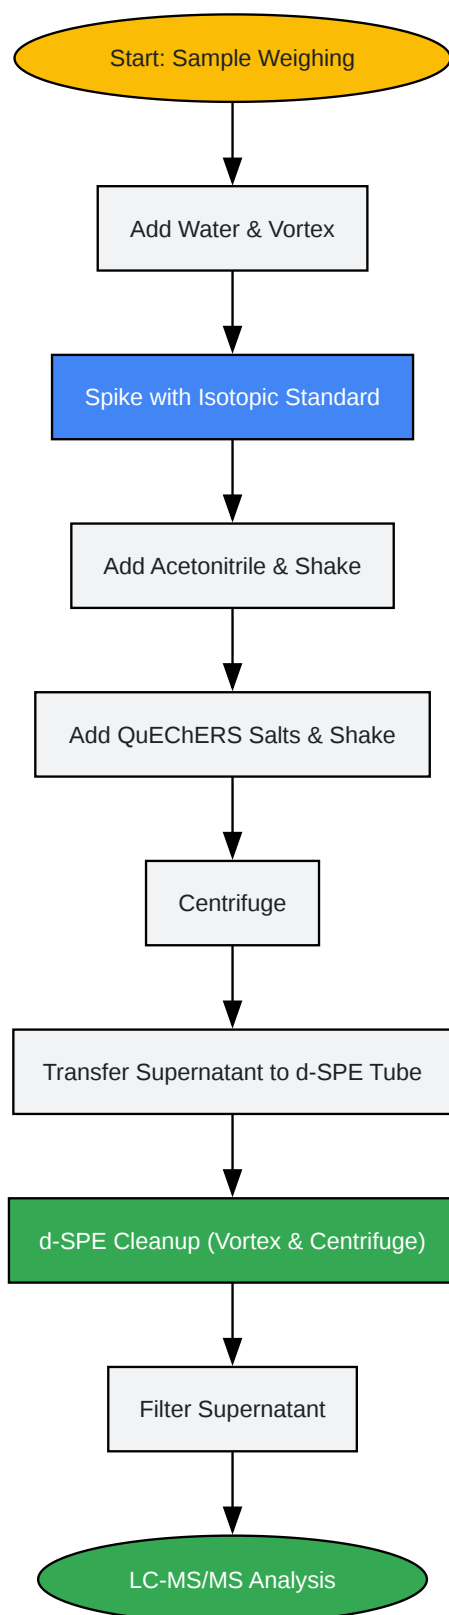 Start: Sample Weighing
Add Water & Vortex
Spike with Isotopic Standard
Add Acetonitrile & Shake
Add QuEChERS Salts & Shake
Centrifuge
Transfer Supernatant to d-SPE Tube
d-SPE Cleanup (Vortex & Centrifuge)
Filter Supernatant
LC-MS/MS Analysis